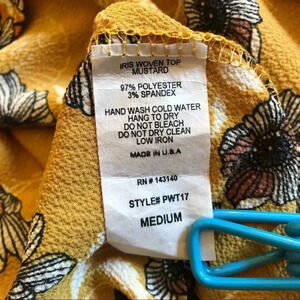 IRIS WOVEN TOP
MUSTARD
97% POLYESTER
3% SPANDEX
HAND WASH COLD WATER
HANG TO DRY
DO NOT BLEACH
DO NOT DRY CLEAN
LOW IRON
MADE IN U.S.A
RN # 143140
STYLE# PWT17
MEDIUM